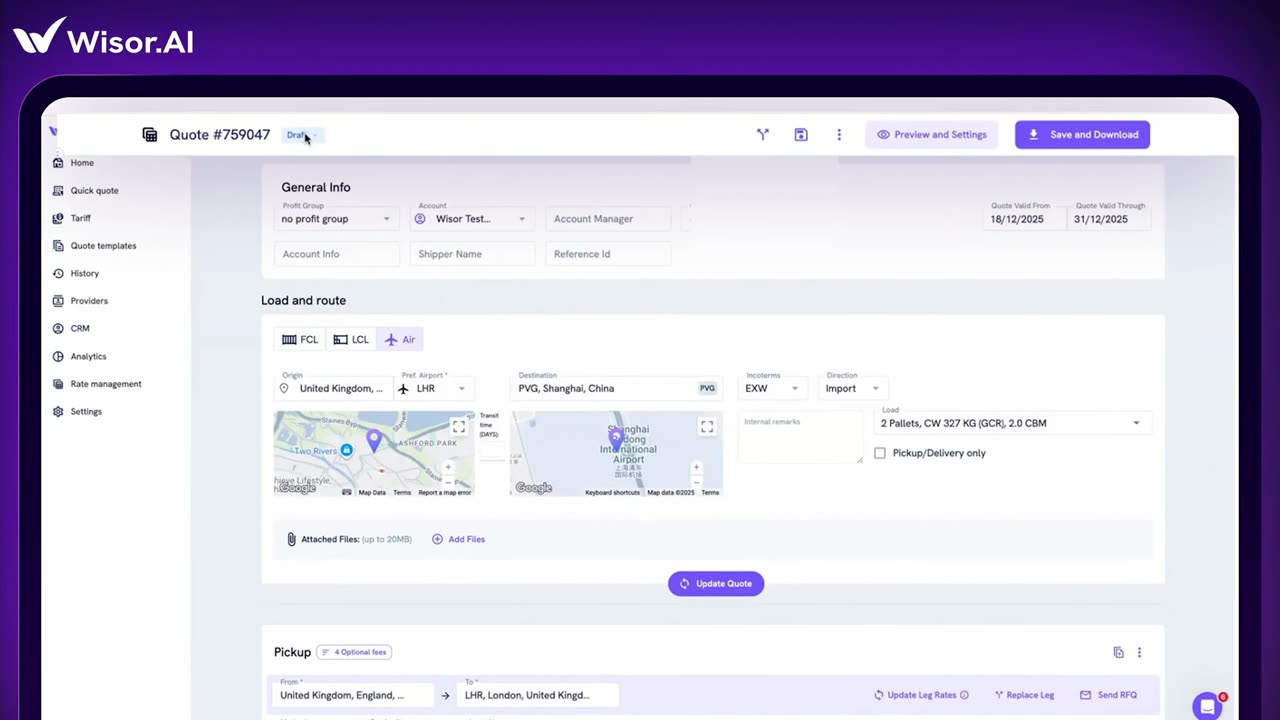 Wisor.AI
Quote #759047
Draft
Preview and Settings
Save and Download
Home
Quick quote
Tariff
Quote templates
History
Providers
CRM
Analytics
Rate management
Settings
General Info
Profit Group
no profit group
Account
Wisor Test...
Account Manager
Quote Valid From
18/12/2025
Quote Valid Through
31/12/2025
Account Info
Shipper Name
Reference Id
Load and route
FCL
LCL
Air
Origin
United Kingdom, ...
Pref. Airport *
LHR
Destination
PVG, Shanghai, China
PVG
Incoterms
EXW
Direction
Import
Staines Bypas
ASHFORD PARK
Two Rivers
Lifestyle,
Google
Map Data
Terms
Report a map error
Transit
time
(DAYS)
Shanghai
International
Airport
Google
Keyboard shortcuts
Map data ©2025
Terms
Internal remarks
Load
2 Pallets, CW 327 KG (GCR), 2.0 CBM
Pickup/Delivery only
Attached Files: (up to 20MB)
Add Files
Update Quote
Pickup
4 Optional fees
From *
United Kingdom, England, ...
To *
LHR, London, United Kingd...
Update Leg Rates
Replace Leg
Send RFQ
6